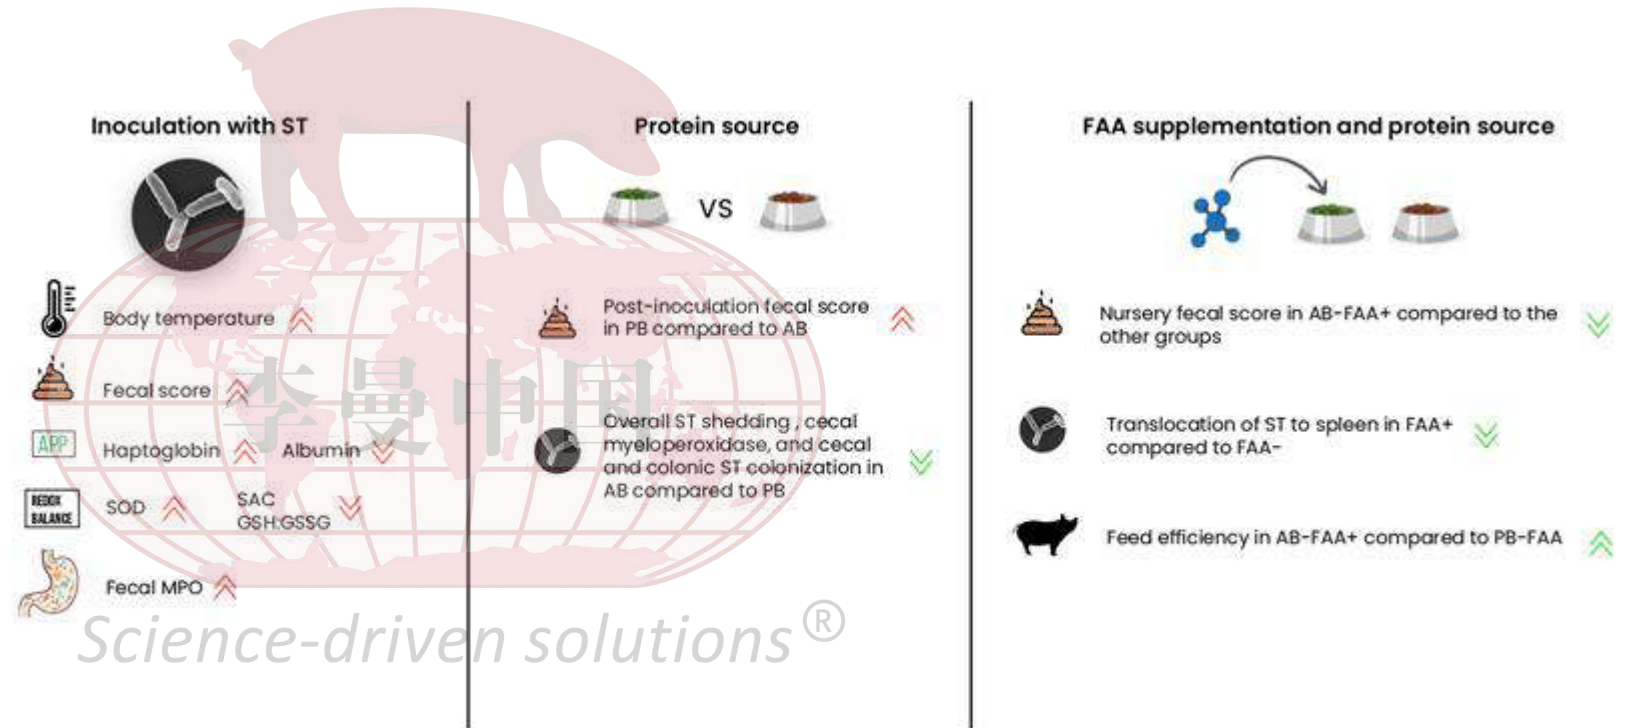 Inoculation with ST
Body temperature
Fecal score
APP
Haptoglobin Albumin
REDOX
BALANCE
SOD
SAC
GSH:GSSG
Fecal MPO
Protein source
VS
Post-inoculation fecal score
in PB compared to AB
Overall ST shedding , cecal
myeloperoxidase, and cecal
and colonic ST colonization in
AB compared to PB
FAA supplementation and protein source
Nursery fecal score in AB-FAA+ compared to the
other groups
Translocation of ST to spleen in FAA+
compared to FAA-
Feed efficiency in AB-FAA+ compared to PB-FAA
李曼中国
Science-driven solutions®